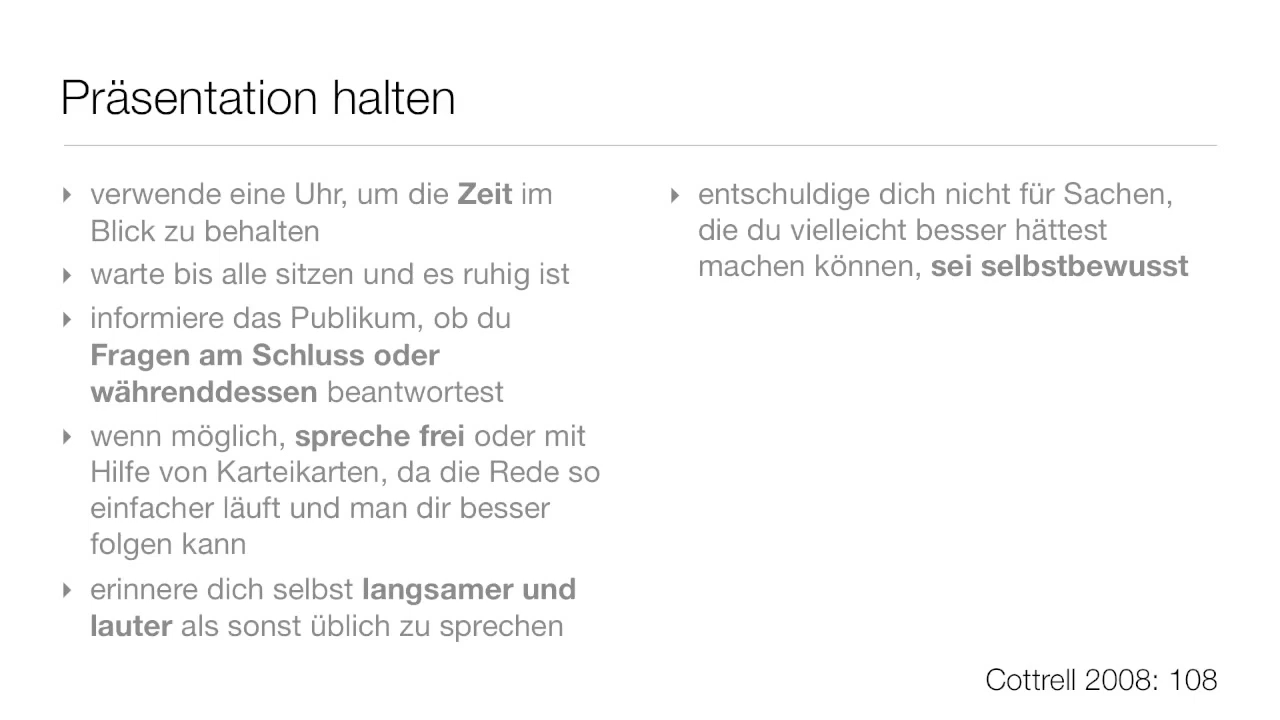 Präsentation halten
‣ verwende eine Uhr, um die Zeit im
Blick zu behalten
‣ warte bis alle sitzen und es ruhig ist
‣ informiere das Publikum, ob du
Fragen am Schluss oder
währenddessen beantwortest
‣ wenn möglich, spreche frei oder mit
Hilfe von Karteikarten, da die Rede so
einfacher läuft und man dir besser
folgen kann
‣ erinnere dich selbst langsamer und
lauter als sonst üblich zu sprechen
‣ entschuldige dich nicht für Sachen,
die du vielleicht besser hättest
machen können, sei selbstbewusst
Cottrell 2008: 108